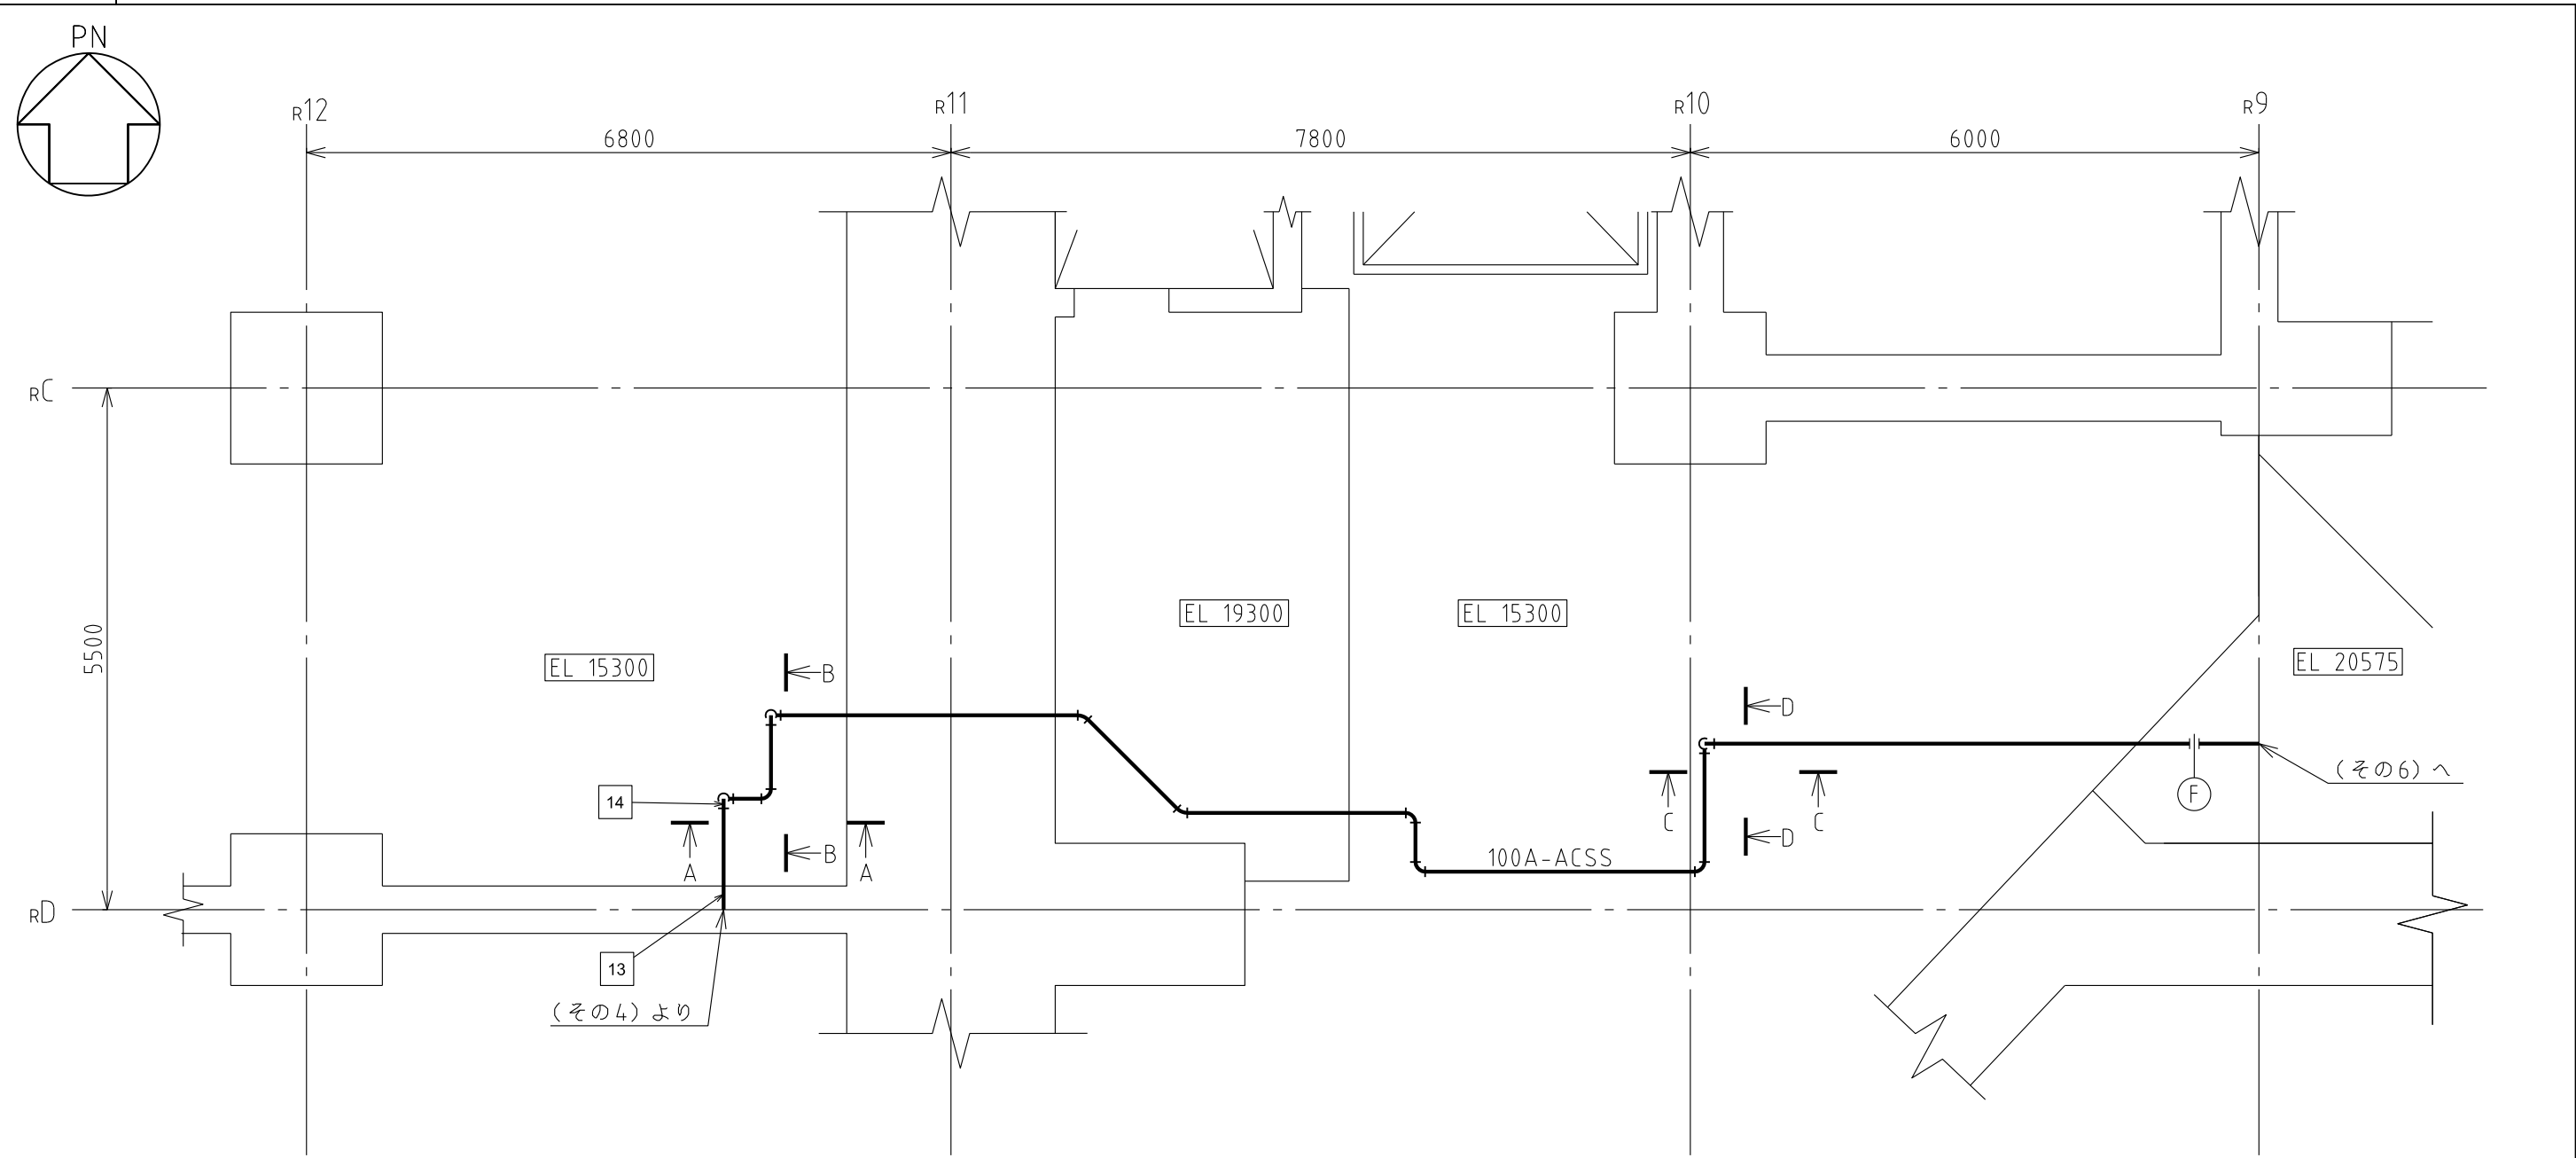 PN
R12
R11
R10
R9
6800
7800
6000
RC
5500
EL 19300
EL 15300
EL 15300
EL 20575
B
D
14
(その6)へ
F
A
B
A
C
C
D
100A-ACSS
RD
13
(その4)より